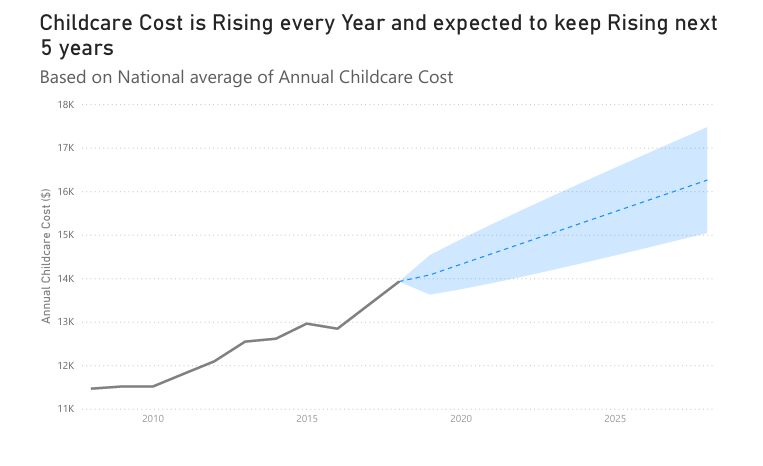 Childcare Cost is Rising every Year and expected to keep Rising next
5 years
Based on National average of Annual Childcare Cost
18K
17K
16K
15K
14K
13K
12K
11K
Annual Childcare Cost ($)
2010
2015
2020
2025